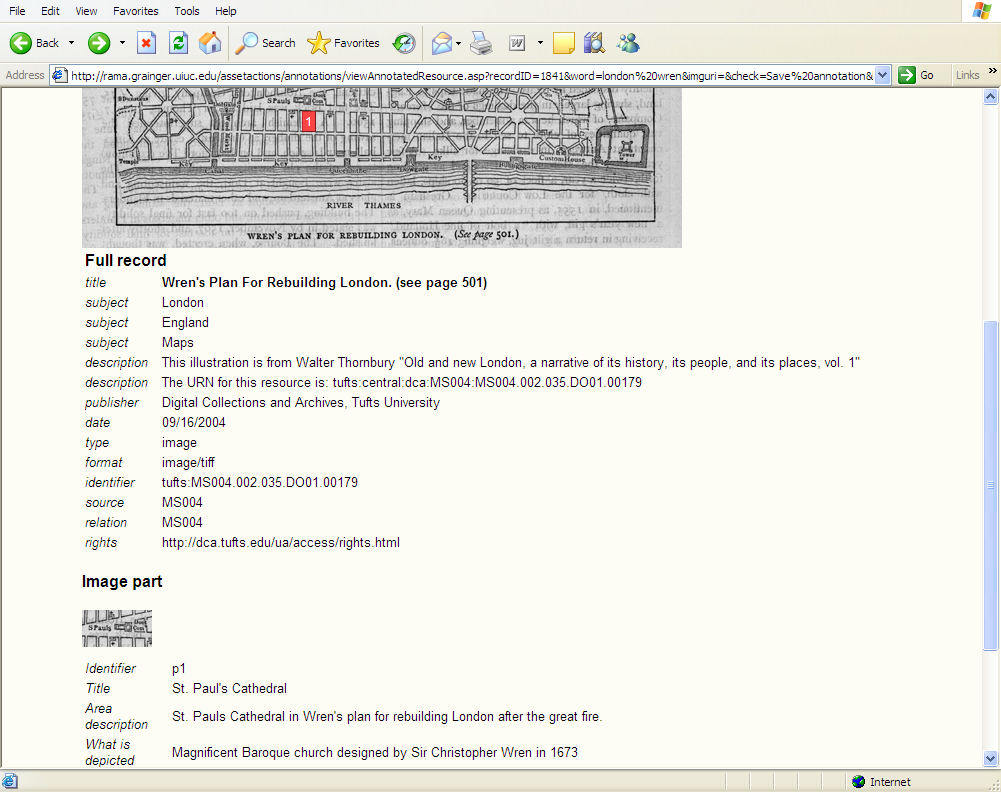 File Edit View Favorites Tools Help
Back Search Favorites
Address http://rama.grainger.uiuc.edu/assetactions/annotations/viewAnnotatedResource.asp?recordID=1841&word=london%20wren&imguri=&check=Save%20annotation& Go Links »
S Dunstans
S Pauls
1
Temple Key Key Key Custom House Tower
Queenhithe Dowgate
RIVER THAMES
WREN'S PLAN FOR REBUILDING LONDON. (See page 501.)
Full record
title Wren's Plan For Rebuilding London. (see page 501)
subject London
subject England
subject Maps
description This illustration is from Walter Thornbury "Old and new London, a narrative of its history, its people, and its places, vol. 1"
description The URN for this resource is: tufts:central:dca:MS004:MS004.002.035.DO01.00179
publisher Digital Collections and Archives, Tufts University
date 09/16/2004
type image
format image/tiff
identifier tufts:MS004.002.035.DO01.00179
source MS004
relation MS004
rights http://dca.tufts.edu/ua/access/rights.html
Image part
S Pauls
Identifier p1
Title St. Paul's Cathedral
Area description St. Pauls Cathedral in Wren's plan for rebuilding London after the great fire.
What is depicted Magnificent Baroque church designed by Sir Christopher Wren in 1673
Internet